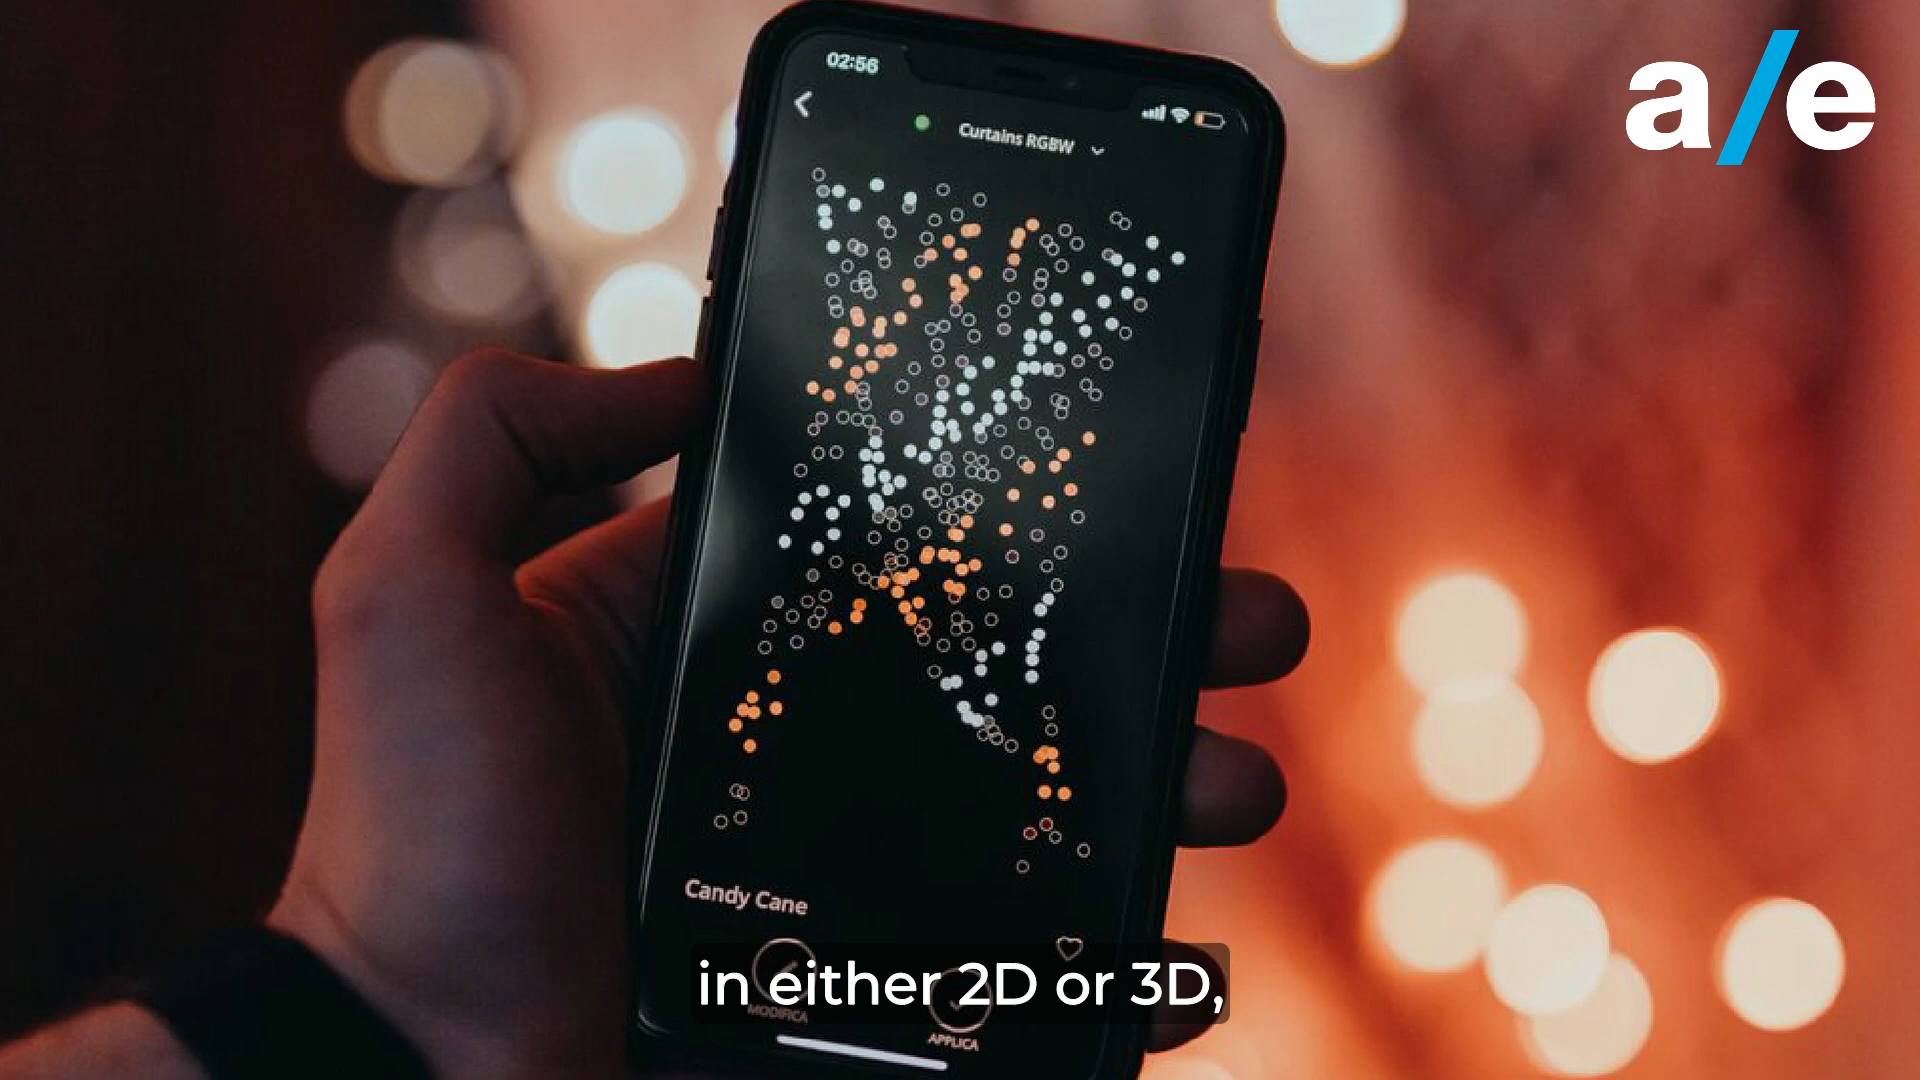 a/e
02:56
Curtains RGBW
Candy Cane
in either 2D or 3D,
MODIFICA
APPLICA